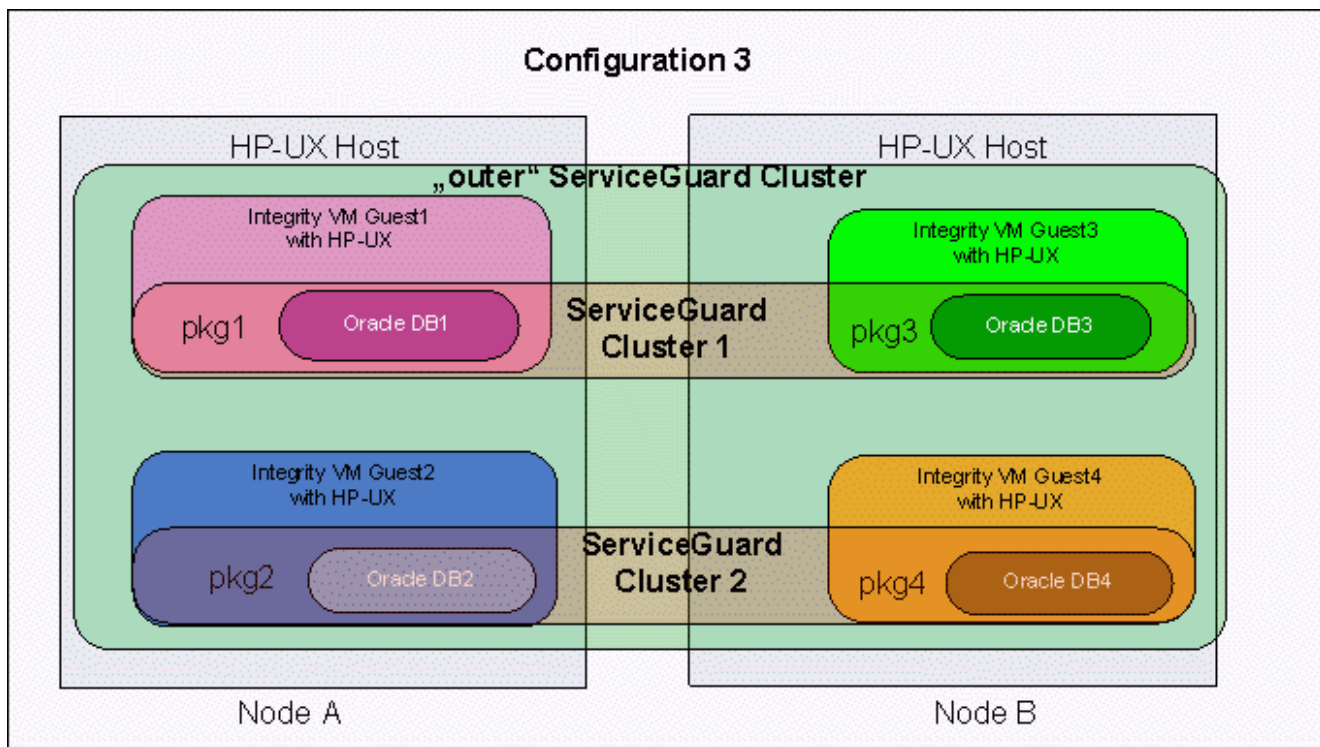 Configuration 3
HP-UX Host
HP-UX Host
„outer“ ServiceGuard Cluster
Integrity VM Guest1
with HP-UX
Integrity VM Guest3
with HP-UX
pkg1
Oracle DB1
ServiceGuard
Cluster 1
pkg3
Oracle DB3
Integrity VM Guest2
with HP-UX
Integrity VM Guest4
with HP-UX
pkg2
Oracle DB2
ServiceGuard
Cluster 2
pkg4
Oracle DB4
Node A
Node B